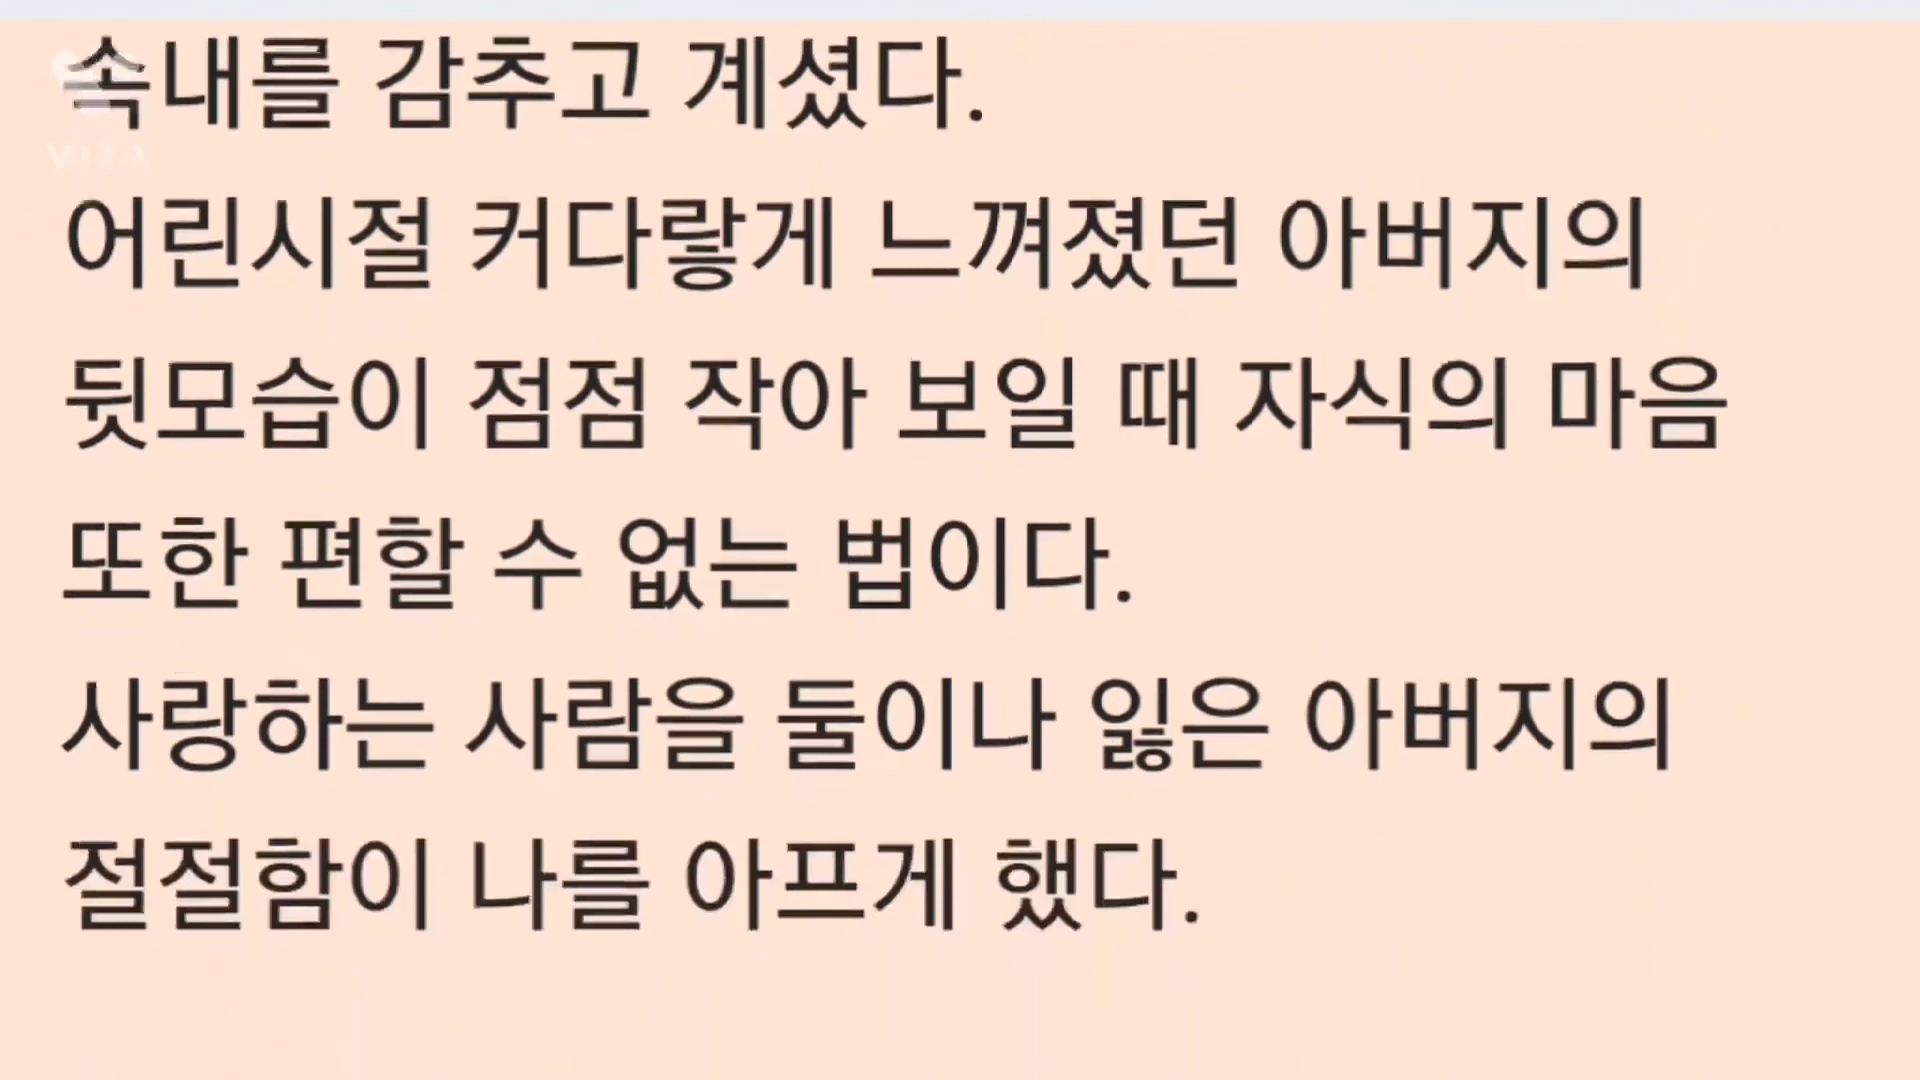 속내를 감추고 계셨다.
VITA
어린시절 커다랗게 느껴졌던 아버지의
뒷모습이 점점 작아 보일 때 자식의 마음
또한 편할 수 없는 법이다.
사랑하는 사람을 둘이나 잃은 아버지의
절절함이 나를 아프게 했다.